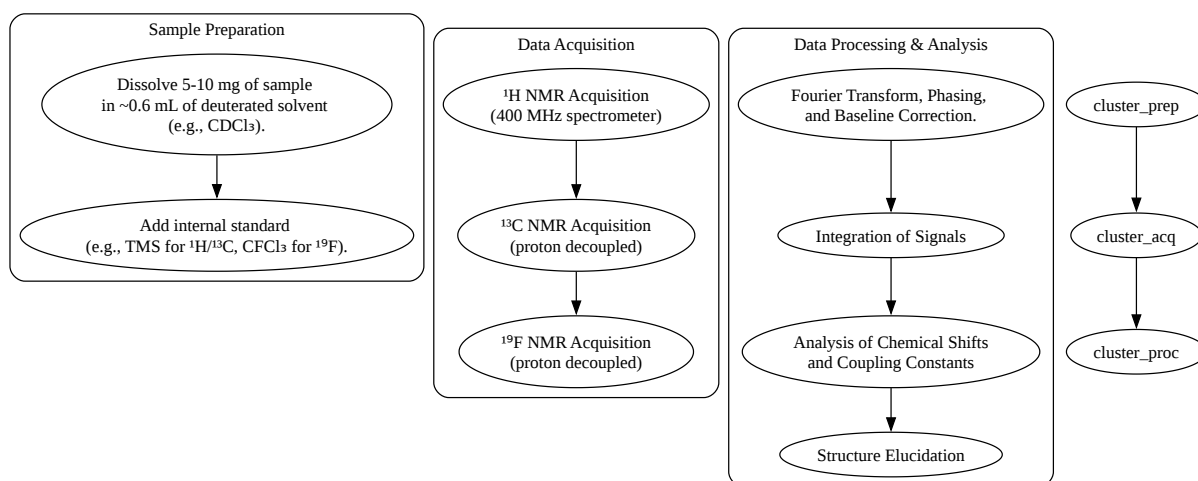 Sample Preparation
Dissolve 5-10 mg of sample
in ~0.6 mL of deuterated solvent
(e.g., CDCl₃).
Add internal standard
(e.g., TMS for ¹H/¹³C, CFCl₃ for ¹⁹F).
Data Acquisition
¹H NMR Acquisition
(400 MHz spectrometer)
¹³C NMR Acquisition
(proton decoupled)
¹⁹F NMR Acquisition
(proton decoupled)
Data Processing & Analysis
Fourier Transform, Phasing,
and Baseline Correction.
Integration of Signals
Analysis of Chemical Shifts
and Coupling Constants
Structure Elucidation
cluster_prep
cluster_acq
cluster_proc